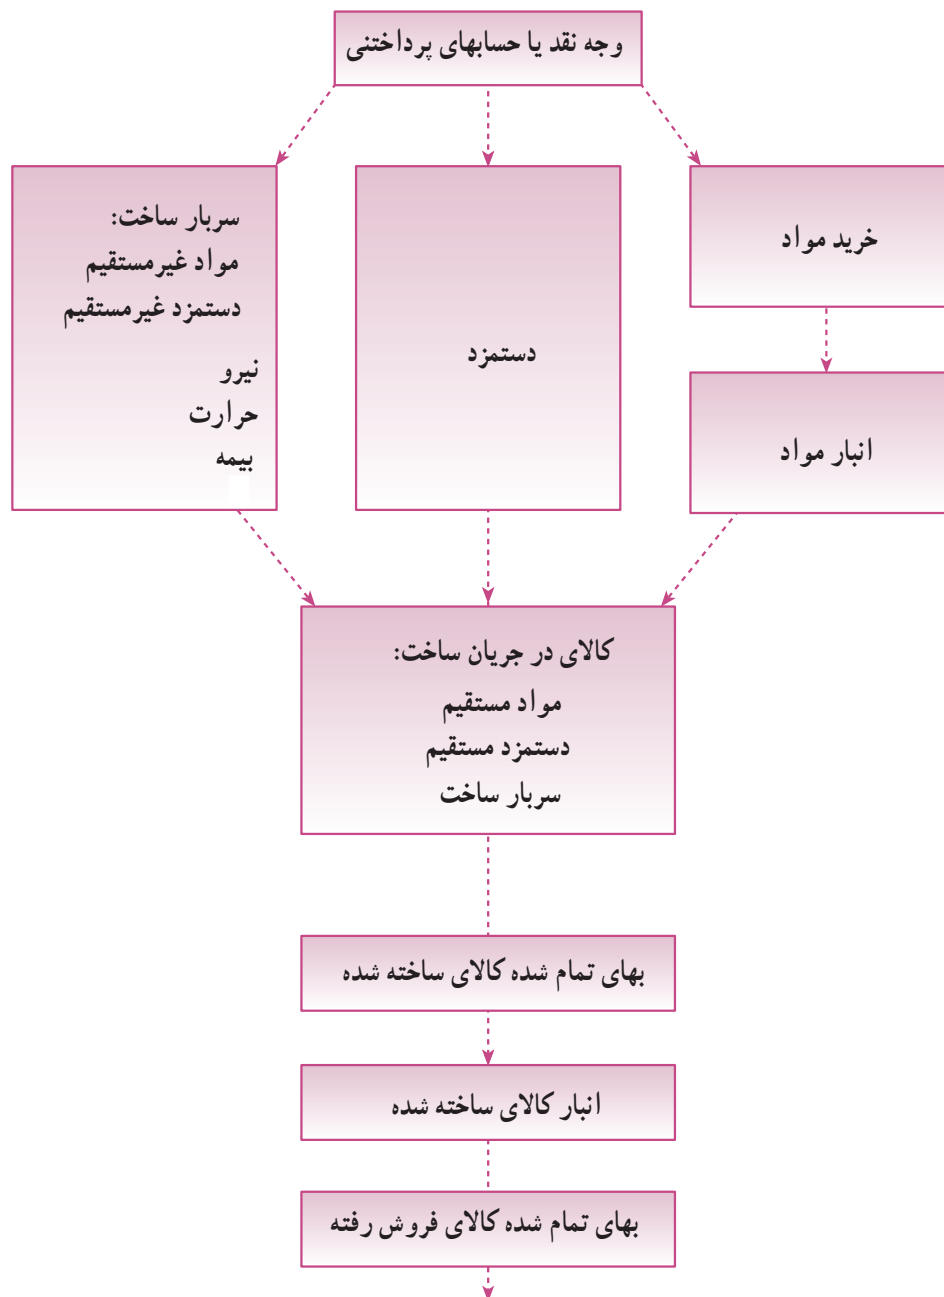 وجه نقد یا حسابهای پرداختنی
خرید مواد
انبار مواد
دستمزد
سربار ساخت:
مواد غیرمستقیم
دستمزد غیرمستقیم
نیرو
حرارت
بیمه
کالای در جریان ساخت:
مواد مستقیم
دستمزد مستقیم
سربار ساخت
بهای تمام شده کالای ساخته شده
انبار کالای ساخته شده
بهای تمام شده کالای فروش رفته